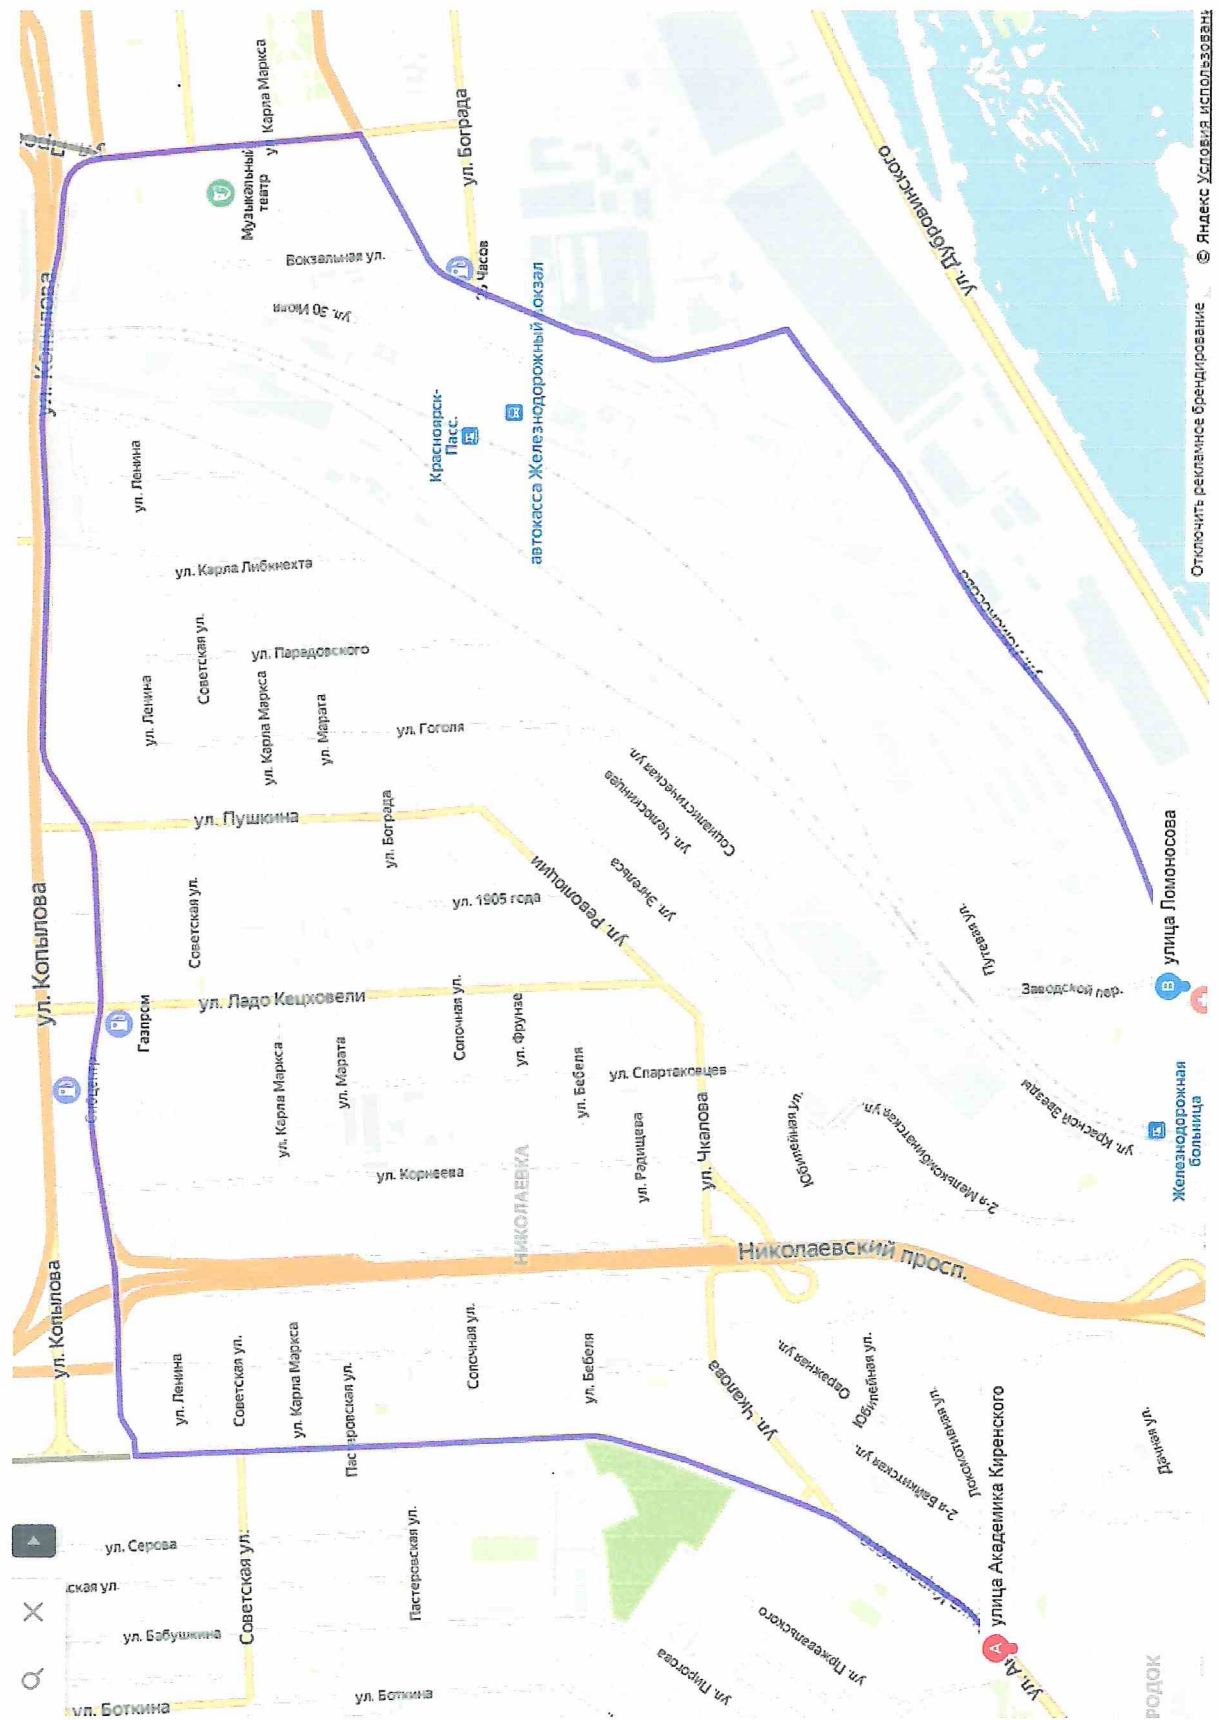 ул. Копылова
ул. Копылова
ул. Копылова
ская ул.
ул. Боткина
Сибцентр
ул. Бабушкина
ул. Серова
Газпром
ул. Ленина
ул. Ленина
ул. Ленина
Советская ул.
Советская ул.
Советская ул.
Советская ул.
ул. Карла Либкнехта
ул. Ладо Кецховели
ул. Пушкина
Музыкальный
театр
ул. Карла Маркса
ул. Карла Маркса
ул. Карла Маркса
ул. Карла Маркса
ул. Парадовского
Вокзальная ул.
ул. 30 Июля
ул. Марата
ул. Марата
Пастеровская ул.
ул. Боткина
Пастеровская ул.
ул. Корнеева
ул. Бограда
ул. Гоголя
Красноярск-
Пасс.
ул. Бограда
Сопочная ул.
Сопочная ул.
ул. 1905 года
Часов
НИКОЛАЕВКА
ул. Фрунзе
автокасса Железнодорожный вокзал
ул. Бебеля
ул. Бебеля
ул. Революции
ул. Радищева
ул. Спартаковцев
ул. Энгельса
ул. Челюскинцев
Социалистическая ул.
ул. Пирогова
ул. Чкалова
ул. Чкалова
Николаевский просп.
ул. Пржевальского
Овражная ул.
Юбилейная ул.
Юбилейная ул.
2-я Байкитская ул.
Локомотивная ул.
2-я Мелькомбинатская ул.
ул. Дубровинского
Путевая ул.
ул. Ломоносова
A
улица Академика Киренского
ул. Красной Звезды
Заводской пер.
РОДОК
Дачная ул.
B
улица Ломоносова
Железнодорожная
больница
Отключить рекламное брендирование
© Яндекс Условия использован